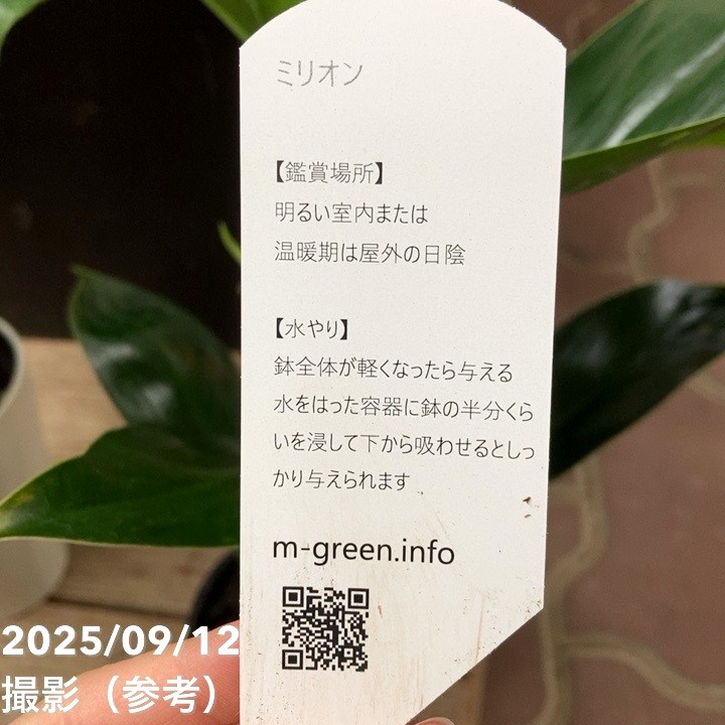 ミリオン
【鑑賞場所】
明るい室内または
温暖期は屋外の日陰
【水やり】
鉢全体が軽くなったら与える
水をはった容器に鉢の半分くら
いを浸して下から吸わせるとしっ
かり与えられます
m-green.info
2025/09/12
撮影（参考）